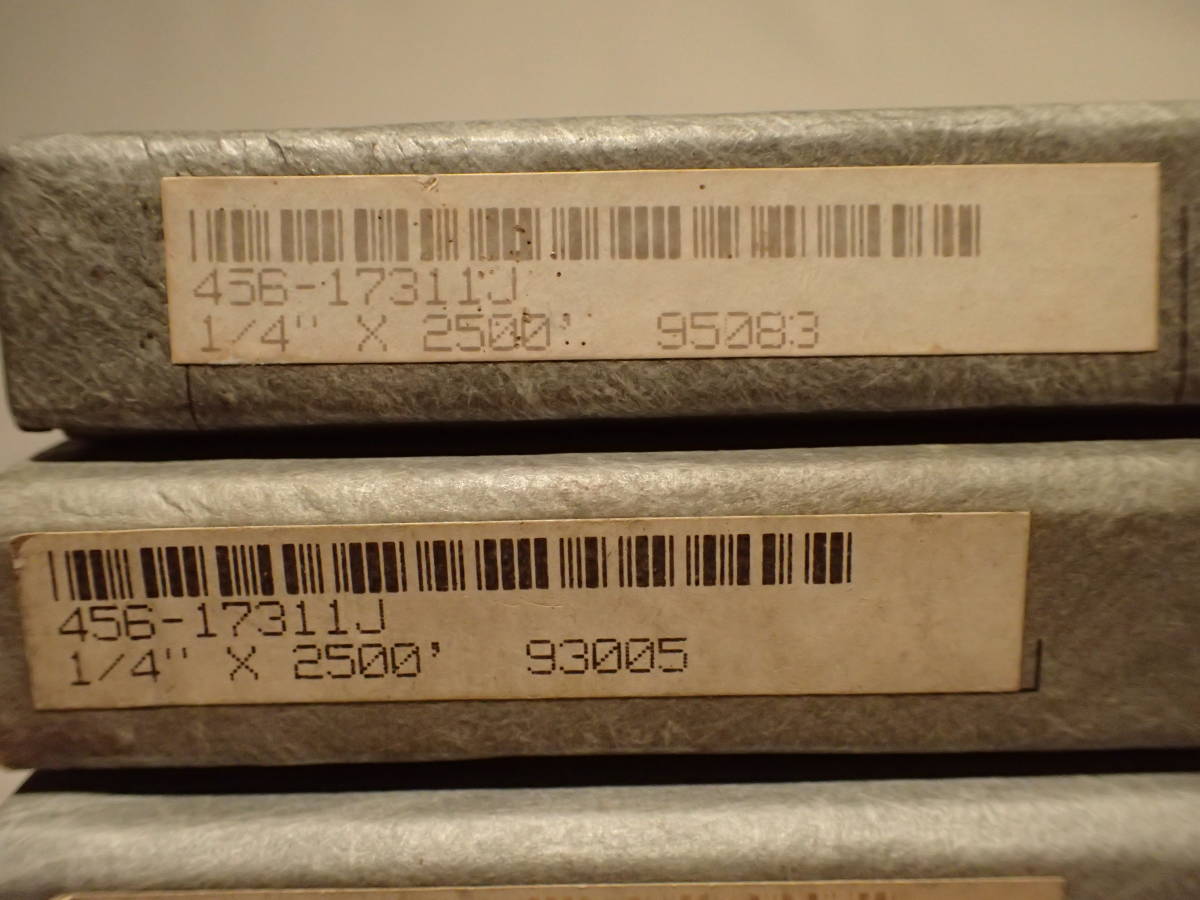 456-17311J
1/4" X 2500' 95083
456-17311J
1/4" X 2500' 93005